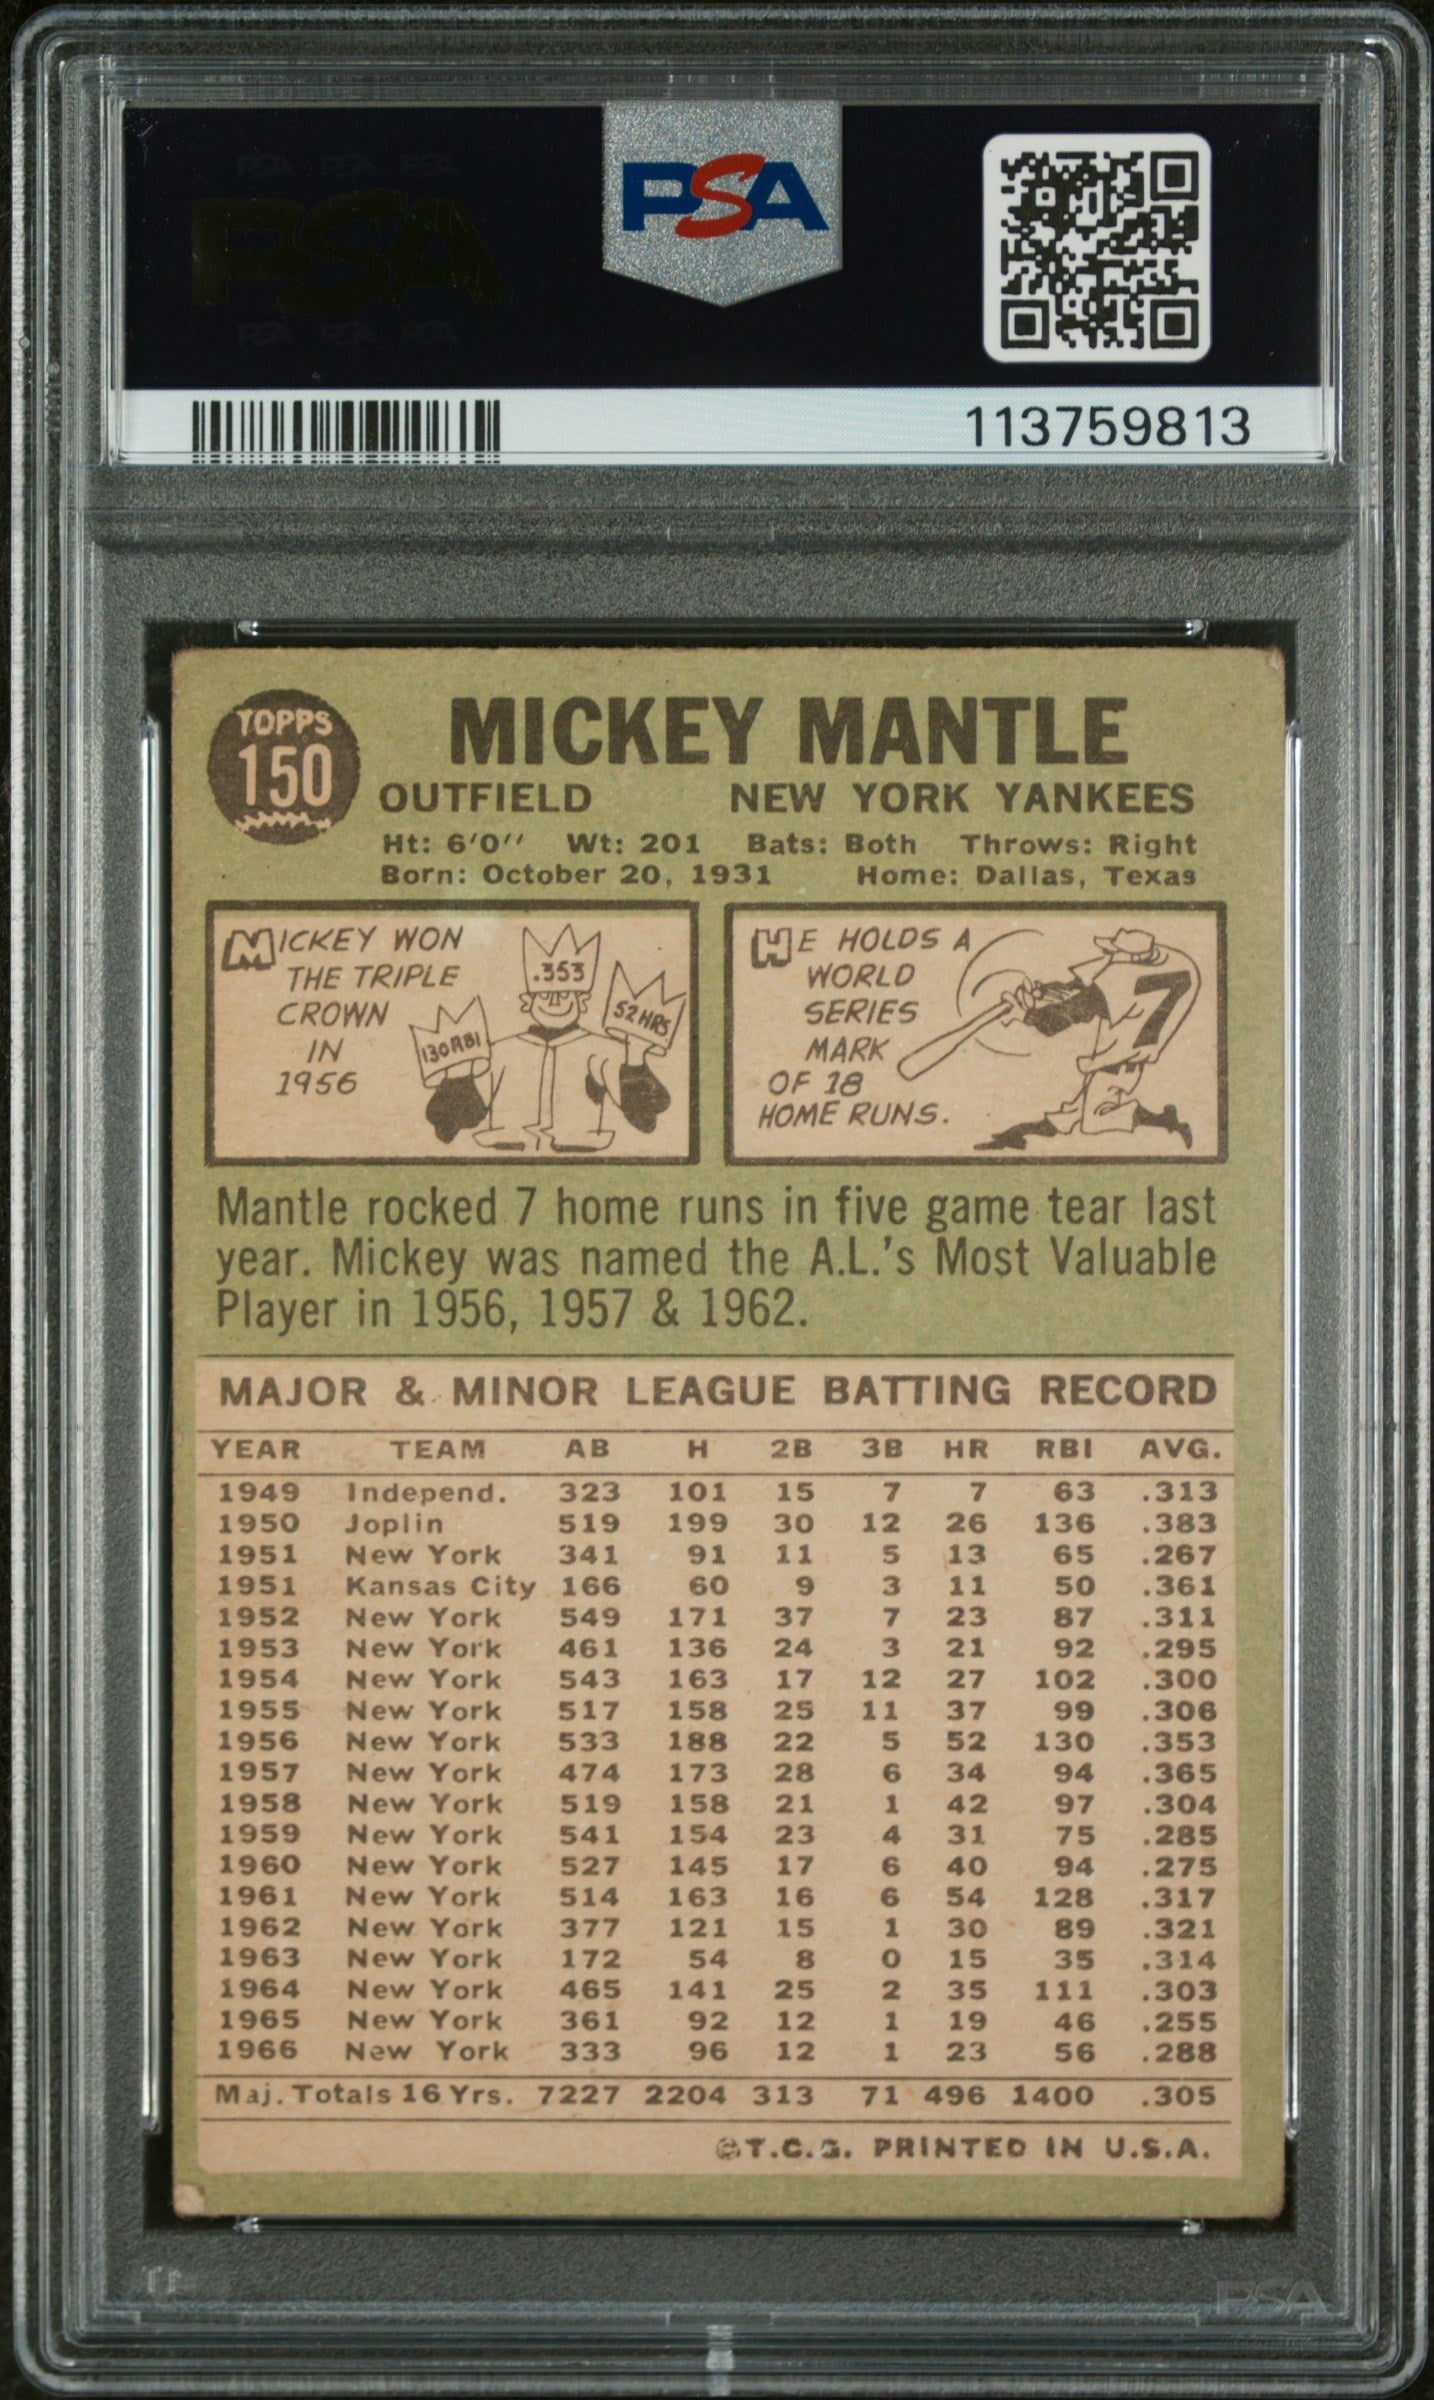 PSA
PSA PSA PSA
PSA
PSA PSA PSA
113759813
TOPPS
150
MICKEY MANTLE
OUTFIELD NEW YORK YANKEES
Ht: 6'0'' Wt: 201 Bats: Both Throws: Right
Born: October 20, 1931 Home: Dallas, Texas
MICKEY WON
THE TRIPLE
CROWN
IN
1956
.353
130 RBI
52 HRS
HE HOLDS A
WORLD
SERIES
MARK
OF 18
HOME RUNS.
7
Mantle rocked 7 home runs in five game tear last
year. Mickey was named the A.L.'s Most Valuable
Player in 1956, 1957 & 1962.
MAJOR & MINOR LEAGUE BATTING RECORD
YEAR TEAM AB H 2B 3B HR RBI AVG.
1949 Independ. 323 101 15 7 7 63 .313
1950 Joplin 519 199 30 12 26 136 .383
1951 New York 341 91 11 5 13 65 .267
1951 Kansas City 166 60 9 3 11 50 .361
1952 New York 549 171 37 7 23 87 .311
1953 New York 461 136 24 3 21 92 .295
1954 New York 543 163 17 12 27 102 .300
1955 New York 517 158 25 11 37 99 .306
1956 New York 533 188 22 5 52 130 .353
1957 New York 474 173 28 6 34 94 .365
1958 New York 519 158 21 1 42 97 .304
1959 New York 541 154 23 4 31 75 .285
1960 New York 527 145 17 6 40 94 .275
1961 New York 514 163 16 6 54 128 .317
1962 New York 377 121 15 1 30 89 .321
1963 New York 172 54 8 0 15 35 .314
1964 New York 465 141 25 2 35 111 .303
1965 New York 361 92 12 1 19 46 .255
1966 New York 333 96 12 1 23 56 .288
Maj. Totals 16 Yrs. 7227 2204 313 71 496 1400 .305
©T.C.G. PRINTED IN U.S.A.
PSA